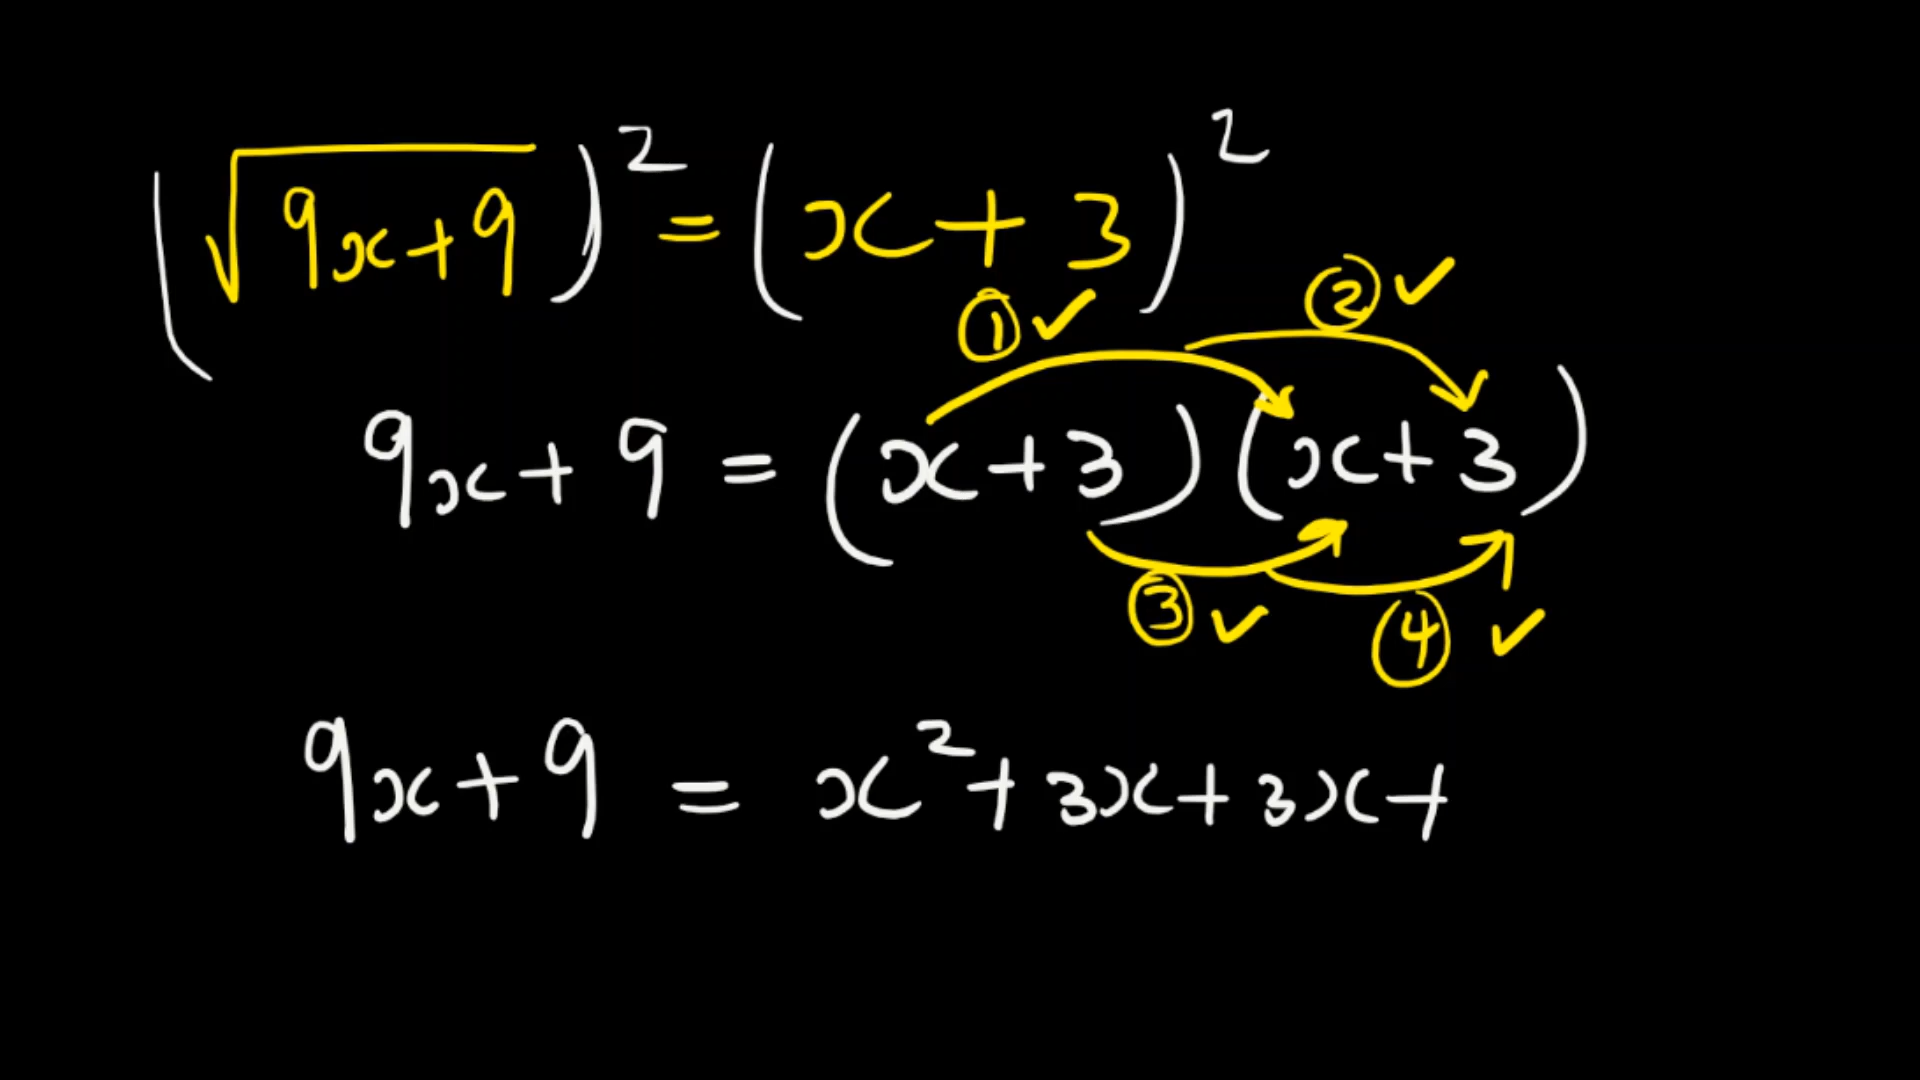 (√9x+9)² = (x+3)²
① ✓ ② ✓
9x+9 = (x+3)(x+3)
③ ✓ ④ ✓
9x+9 = x²+3x+3x+